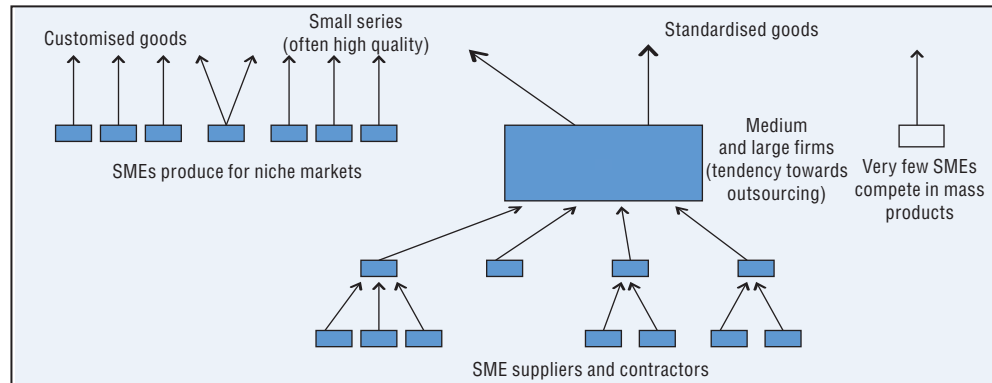 Customised goods
Small series
(often high quality)
Standardised goods
SMEs produce for niche markets
Medium
and large firms
(tendency towards
outsourcing)
Very few SMEs
compete in mass
products
SME suppliers and contractors